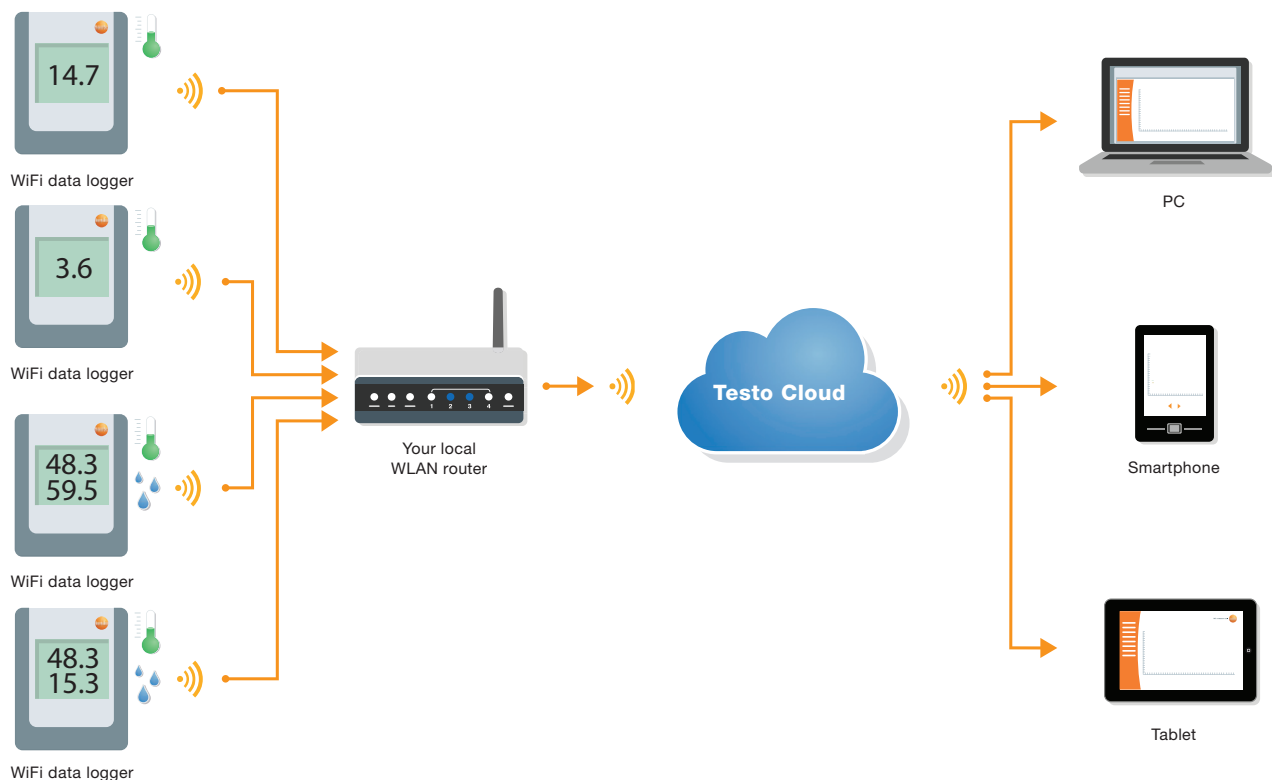 14.7
WiFi data logger
3.6
WiFi data logger
48.3
59.5
WiFi data logger
48.3
15.3
WiFi data logger
1 2 3 4
Your local
WLAN router
Testo Cloud
PC
Smartphone
Tablet